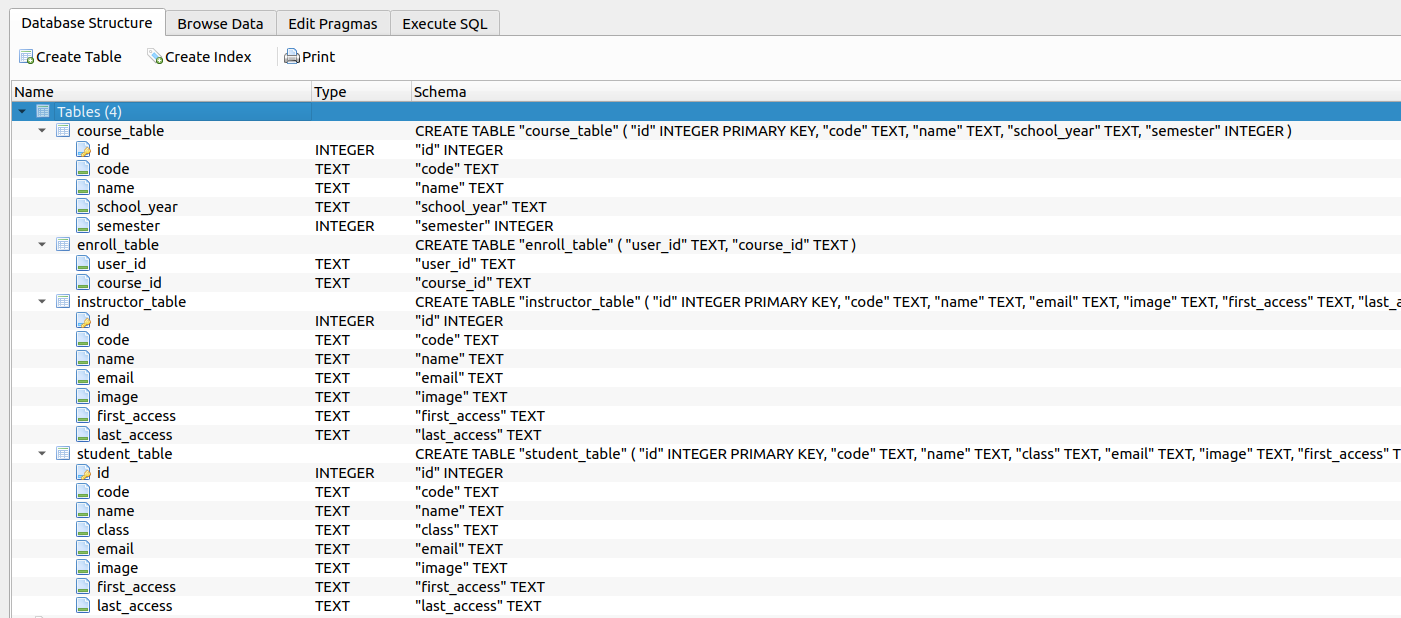 Database Structure Browse Data Edit Pragmas Execute SQL
Create Table Create Index Print
Name Type Schema
Tables (4)
course_table CREATE TABLE "course_table" ( "id" INTEGER PRIMARY KEY, "code" TEXT, "name" TEXT, "school_year" TEXT, "semester" INTEGER )
id INTEGER "id" INTEGER
code TEXT "code" TEXT
name TEXT "name" TEXT
school_year TEXT "school_year" TEXT
semester INTEGER "semester" INTEGER
enroll_table CREATE TABLE "enroll_table" ( "user_id" TEXT, "course_id" TEXT )
user_id TEXT "user_id" TEXT
course_id TEXT "course_id" TEXT
instructor_table CREATE TABLE "instructor_table" ( "id" INTEGER PRIMARY KEY, "code" TEXT, "name" TEXT, "email" TEXT, "image" TEXT, "first_access" TEXT, "last_a
id INTEGER "id" INTEGER
code TEXT "code" TEXT
name TEXT "name" TEXT
email TEXT "email" TEXT
image TEXT "image" TEXT
first_access TEXT "first_access" TEXT
last_access TEXT "last_access" TEXT
student_table CREATE TABLE "student_table" ( "id" INTEGER PRIMARY KEY, "code" TEXT, "name" TEXT, "class" TEXT, "email" TEXT, "image" TEXT, "first_access" T
id INTEGER "id" INTEGER
code TEXT "code" TEXT
name TEXT "name" TEXT
class TEXT "class" TEXT
email TEXT "email" TEXT
image TEXT "image" TEXT
first_access TEXT "first_access" TEXT
last_access TEXT "last_access" TEXT